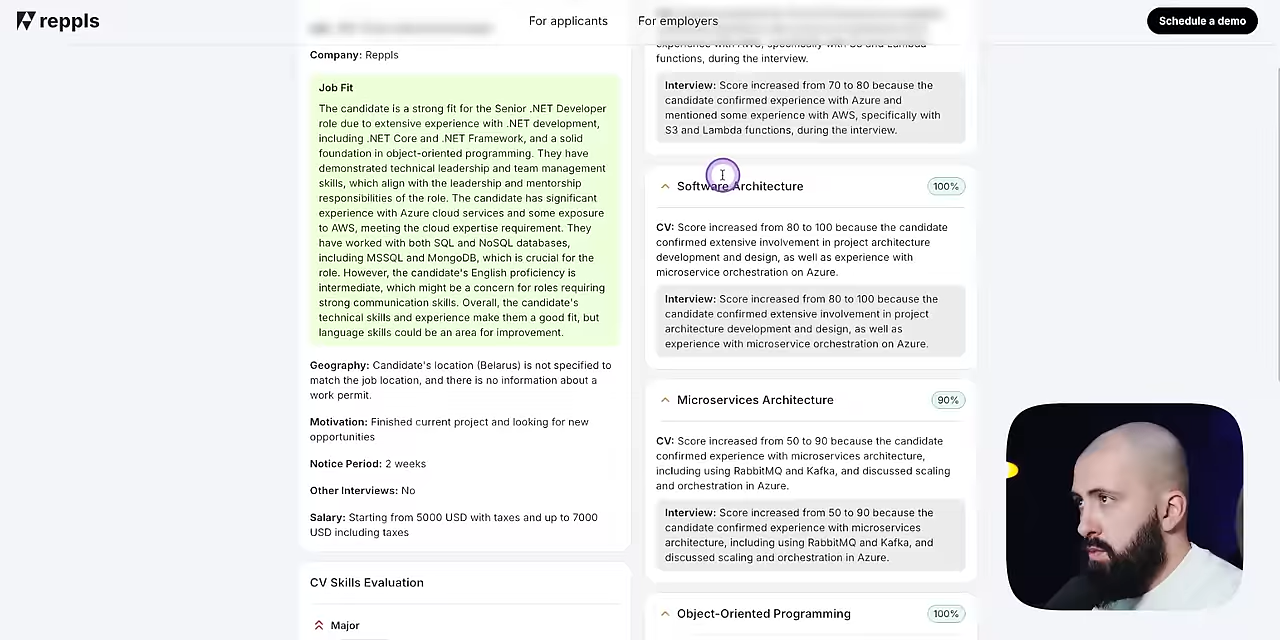 reppls
For applicants
For employers
Schedule a demo
Company: Reppls
Job Fit
The candidate is a strong fit for the Senior .NET Developer
role due to extensive experience with .NET development,
including .NET Core and .NET Framework, and a solid
foundation in object-oriented programming. They have
demonstrated technical leadership and team management
skills, which align with the leadership and mentorship
responsibilities of the role. The candidate has significant
experience with Azure cloud services and some exposure
to AWS, meeting the cloud expertise requirement. They
have worked with both SQL and NoSQL databases,
including MSSQL and MongoDB, which is crucial for the
role. However, the candidate's English proficiency is
intermediate, which might be a concern for roles requiring
strong communication skills. Overall, the candidate's
technical skills and experience make them a good fit, but
language skills could be an area for improvement.
Geography: Candidate's location (Belarus) is not specified to
match the job location, and there is no information about a
work permit.
Motivation: Finished current project and looking for new
opportunities
Notice Period: 2 weeks
Other Interviews: No
Salary: Starting from 5000 USD with taxes and up to 7000
USD including taxes
CV Skills Evaluation
Major
experience with AWS, specifically with S3 and Lambda
functions, during the interview.
Interview: Score increased from 70 to 80 because the
candidate confirmed experience with Azure and
mentioned some experience with AWS, specifically with
S3 and Lambda functions, during the interview.
Software Architecture 100%
CV: Score increased from 80 to 100 because the candidate
confirmed extensive involvement in project architecture
development and design, as well as experience with
microservice orchestration on Azure.
Interview: Score increased from 80 to 100 because the
candidate confirmed extensive involvement in project
architecture development and design, as well as
experience with microservice orchestration on Azure.
Microservices Architecture 90%
CV: Score increased from 50 to 90 because the candidate
confirmed experience with microservices architecture,
including using RabbitMQ and Kafka, and discussed scaling
and orchestration in Azure.
Interview: Score increased from 50 to 90 because the
candidate confirmed experience with microservices
architecture, including using RabbitMQ and Kafka, and
discussed scaling and orchestration in Azure.
Object-Oriented Programming 100%